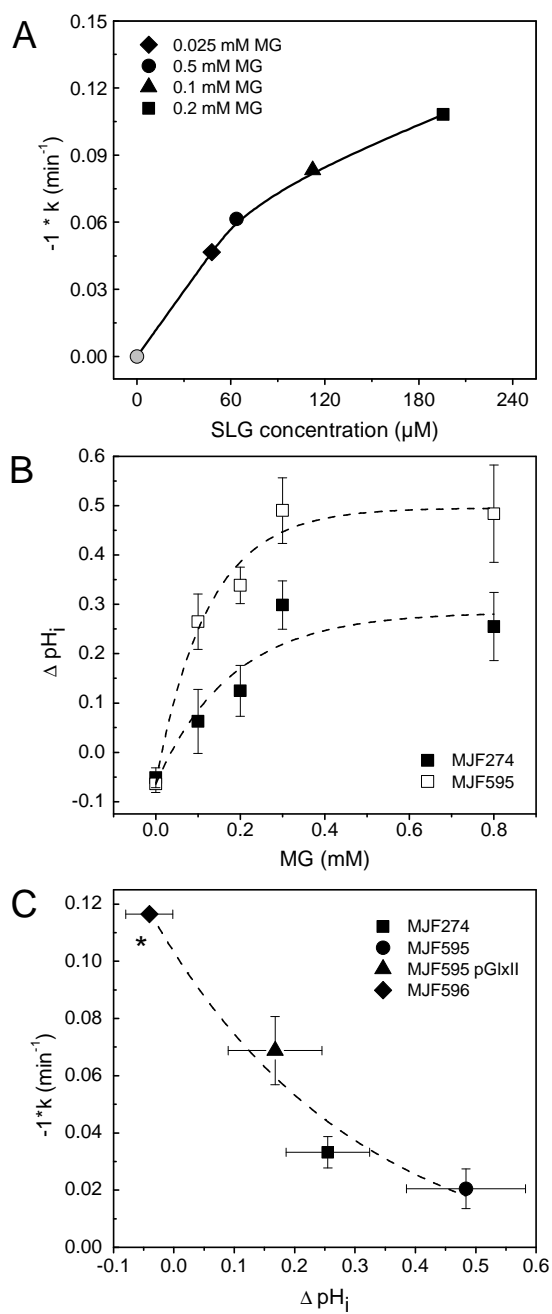 A
0.025 mM MG
0.5 mM MG
0.1 mM MG
0.2 mM MG
0.15
0.12
0.09
0.06
0.03
0.00
-1 * k (min⁻¹)
0 60 120 180 240
SLG concentration (µM)
B
0.6
0.5
0.4
0.3
0.2
0.1
0.0
-0.1
Δ pHi
MJF274
MJF595
0.0 0.2 0.4 0.6 0.8
MG (mM)
C
0.12
0.10
0.08
0.06
0.04
0.02
0.00
-1*k (min⁻¹)
*
MJF274
MJF595
MJF595 pGlxII
MJF596
-0.1 0.0 0.1 0.2 0.3 0.4 0.5 0.6
Δ pHi